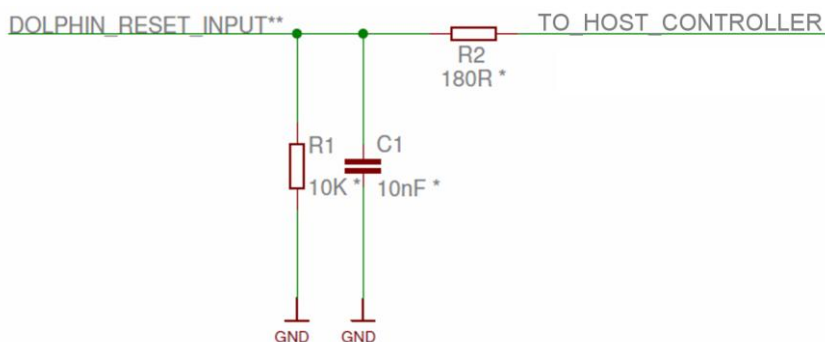 DOLPHIN_RESET_INPUT**
TO_HOST_CONTROLLER
R2
180R *
R1
10K *
C1
10nF *
GND
GND